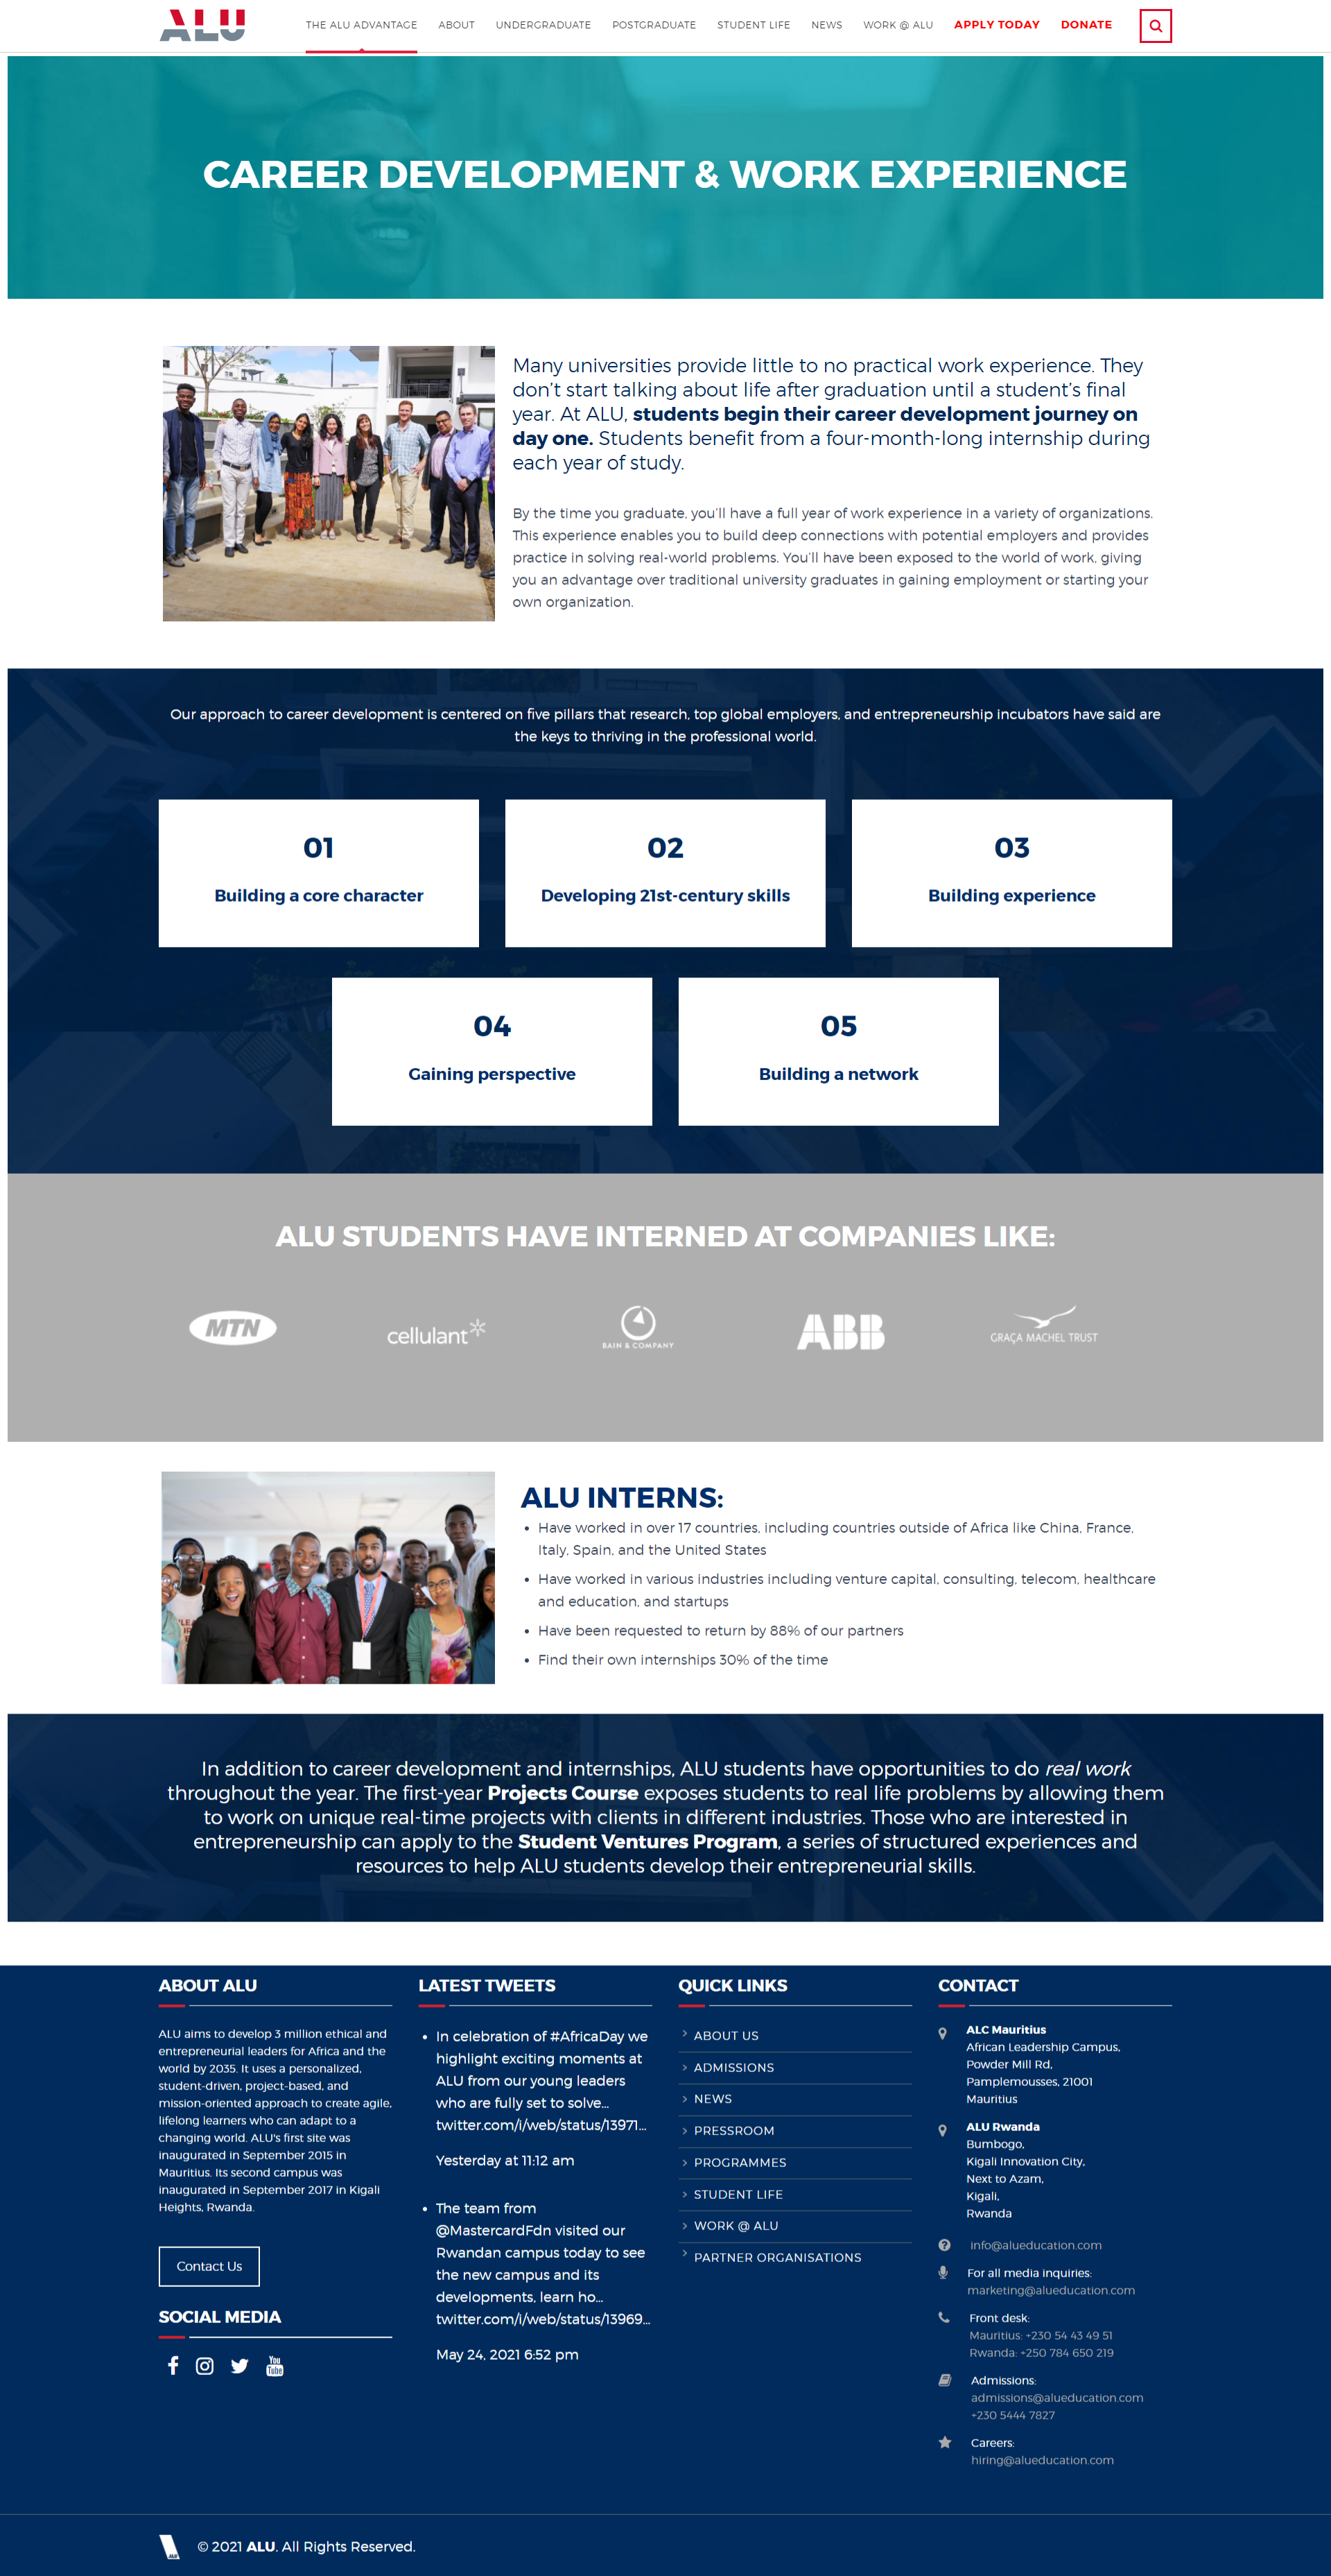 ALU
THE ALU ADVANTAGE ABOUT UNDERGRADUATE POSTGRADUATE STUDENT LIFE NEWS WORK @ ALU APPLY TODAY DONATE
CAREER DEVELOPMENT & WORK EXPERIENCE
Many universities provide little to no practical work experience. They
don't start talking about life after graduation until a student's final
year. At ALU, students begin their career development journey on
day one. Students benefit from a four-month-long internship during
each year of study.
By the time you graduate, you'll have a full year of work experience in a variety of organizations.
This experience enables you to build deep connections with potential employers and provides
practice in solving real-world problems. You'll have been exposed to the world of work, giving
you an advantage over traditional university graduates in gaining employment or starting your
own organization.
Our approach to career development is centered on five pillars that research, top global employers, and entrepreneurship incubators have said are
the keys to thriving in the professional world.
01
Building a core character
02
Developing 21st-century skills
03
Building experience
04
Gaining perspective
05
Building a network
ALU STUDENTS HAVE INTERNED AT COMPANIES LIKE:
MTN
cellulant
BAIN & COMPANY
ABB
GRAÇA MACHEL TRUST
ALU INTERNS:
• Have worked in over 17 countries, including countries outside of Africa like China, France,
Italy, Spain, and the United States
• Have worked in various industries including venture capital, consulting, telecom, healthcare
and education, and startups
• Have been requested to return by 88% of our partners
• Find their own internships 30% of the time
In addition to career development and internships, ALU students have opportunities to do real work
throughout the year. The first-year Projects Course exposes students to real life problems by allowing them
to work on unique real-time projects with clients in different industries. Those who are interested in
entrepreneurship can apply to the Student Ventures Program, a series of structured experiences and
resources to help ALU students develop their entrepreneurial skills.
ABOUT ALU
ALU aims to develop 3 million ethical and
entrepreneurial leaders for Africa and the
world by 2035. It uses a personalized,
student-driven, project-based, and
mission-oriented approach to create agile,
lifelong learners who can adapt to a
changing world. ALU's first site was
inaugurated in September 2015 in
Mauritius. Its second campus was
inaugurated in September 2017 in Kigali
Heights, Rwanda.
Contact Us
SOCIAL MEDIA
You
Tube
LATEST TWEETS
• In celebration of #AfricaDay we
highlight exciting moments at
ALU from our young leaders
who are fully set to solve...
twitter.com/i/web/status/13971...
Yesterday at 11:12 am
• The team from
@MastercardFdn visited our
Rwandan campus today to see
the new campus and its
developments, learn ho...
twitter.com/i/web/status/13969...
May 24, 2021 6:52 pm
QUICK LINKS
ABOUT US
ADMISSIONS
NEWS
PRESSROOM
PROGRAMMES
STUDENT LIFE
WORK @ ALU
PARTNER ORGANISATIONS
CONTACT
ALC Mauritius
African Leadership Campus,
Powder Mill Rd,
Pamplemousses, 21001
Mauritius
ALU Rwanda
Bumbogo,
Kigali Innovation City,
Next to Azam,
Kigali,
Rwanda
info@alueducation.com
For all media inquiries:
marketing@alueducation.com
Front desk:
Mauritius: +230 54 43 49 51
Rwanda: +250 784 650 219
Admissions:
admissions@alueducation.com
+230 5444 7827
Careers:
hiring@alueducation.com
ALU
© 2021 ALU. All Rights Reserved.